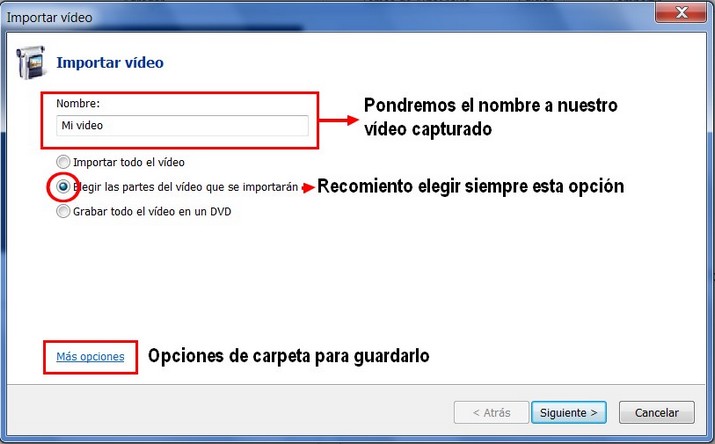 Importar vídeo
Importar vídeo
Nombre:
Mi video
Pondremos el nombre a nuestro
vídeo capturado
Importar todo el vídeo
Elegir las partes del vídeo que se importarán
Recomiento elegir siempre esta opción
Grabar todo el vídeo en un DVD
Más opciones
Opciones de carpeta para guardarlo
< Atrás
Siguiente >
Cancelar